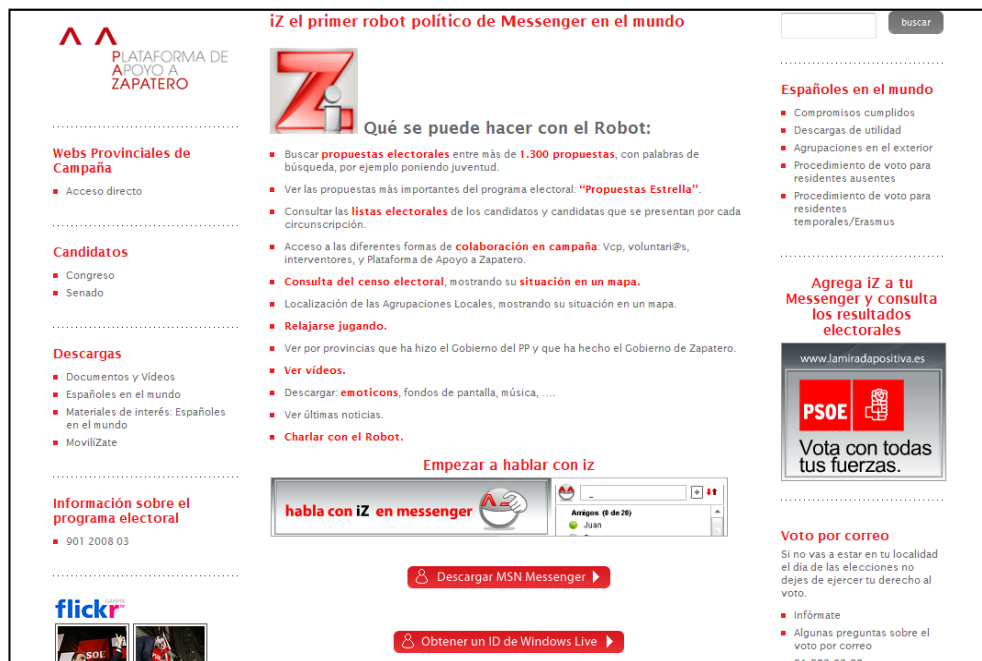 PLATAFORMA DE
APOYO A
ZAPATERO
Webs Provinciales de
Campaña
Acceso directo
Candidatos
Congreso
Senado
Descargas
Documentos y Vídeos
Españoles en el mundo
Materiales de interés: Españoles
en el mundo
MoviliZate
Información sobre el
programa electoral
901 2008 03
flickr
iZ el primer robot político de Messenger en el mundo
Zi
Qué se puede hacer con el Robot:
Buscar propuestas electorales entre más de 1.300 propuestas, con palabras de
búsqueda, por ejemplo poniendo juventud.
Ver las propuestas más importantes del programa electoral: “Propuestas Estrella”.
Consultar las listas electorales de los candidatos y candidatas que se presentan por cada
circunscripción.
Acceso a las diferentes formas de colaboración en campaña: Vcp, voluntari@s,
interventores, y Plataforma de Apoyo a Zapatero.
Consulta del censo electoral, mostrando su situación en un mapa.
Localización de las Agrupaciones Locales, mostrando su situación en un mapa.
Relajarse jugando.
Ver por provincias que ha hizo el Gobierno del PP y que ha hecho el Gobierno de Zapatero.
Ver vídeos.
Descargar: emoticons, fondos de pantalla, música, ....
Ver últimas noticias.
Charlar con el Robot.
Empezar a hablar con iz
habla con iZ en messenger
Amigos (8 de 20)
Juan
Descargar MSN Messenger
Obtener un ID de Windows Live
buscar
Españoles en el mundo
Compromisos cumplidos
Descargas de utilidad
Agrupaciones en el exterior
Procedimiento de voto para
residentes ausentes
Procedimiento de voto para
residentes
temporales/Erasmus
Agrega iZ a tu
Messenger y consulta
los resultados
electorales
www.lamiradapositiva.es
PSOE
Vota con todas
tus fuerzas.
Voto por correo
Si no vas a estar en tu localidad
el día de las elecciones no
dejes de ejercer tu derecho al
voto.
Infórmate
Algunas preguntas sobre el
voto por correo